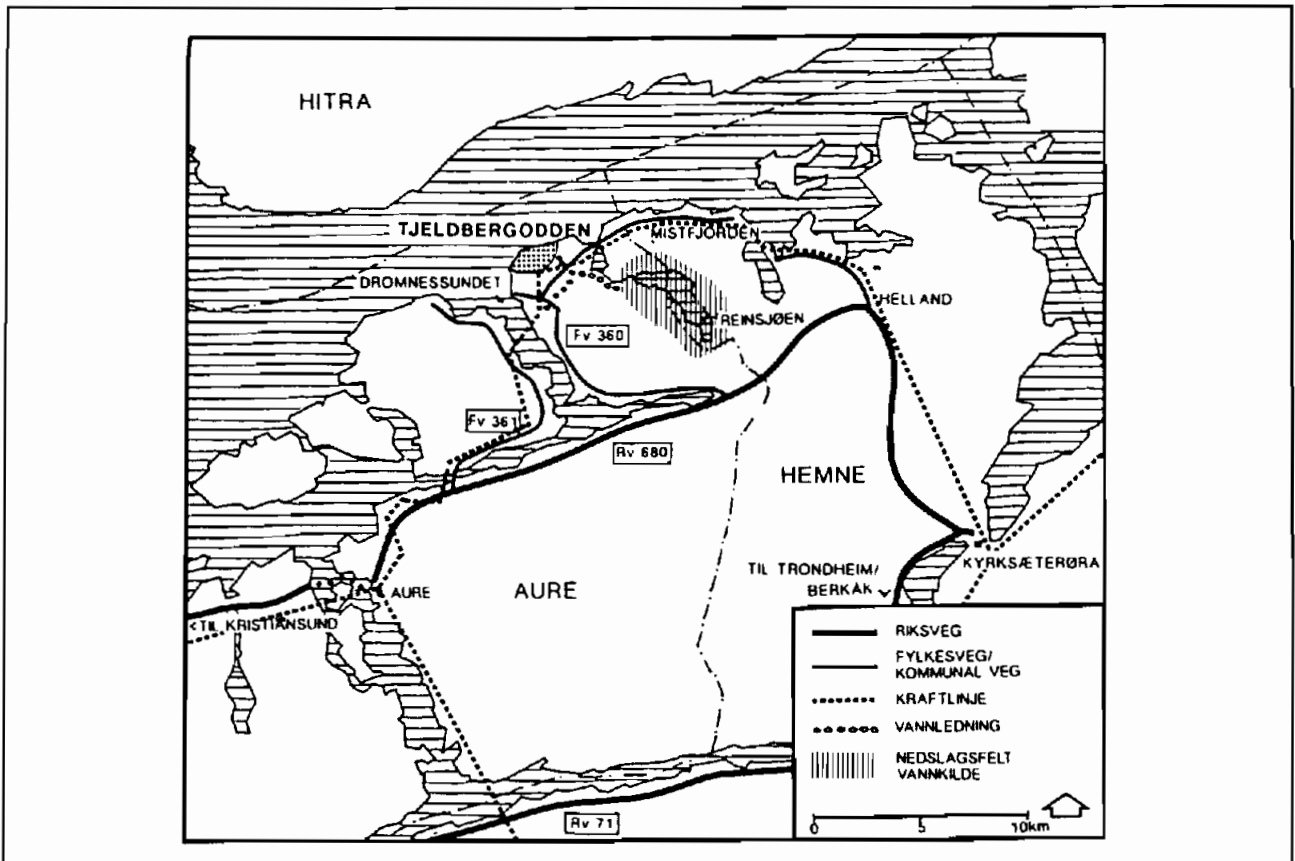 HITRA
TJELDBERGODDEN
MISTFJORDEN
DROMNESSUNDET
HELLAND
REINSJØEN
Fv 360
Fv 361
Rv 680
HEMNE
KYRKSÆTERØRA
TIL TRONDHEIM/
BERKÅK
AURE
AURE
<TIL KRISTIANSUND
RIKSVEG
FYLKESVEG/
KOMMUNAL VEG
KRAFTLINJE
VANNLEDNING
NEDSLAGSFELT
VANNKILDE
0 5 10km
Rv 71